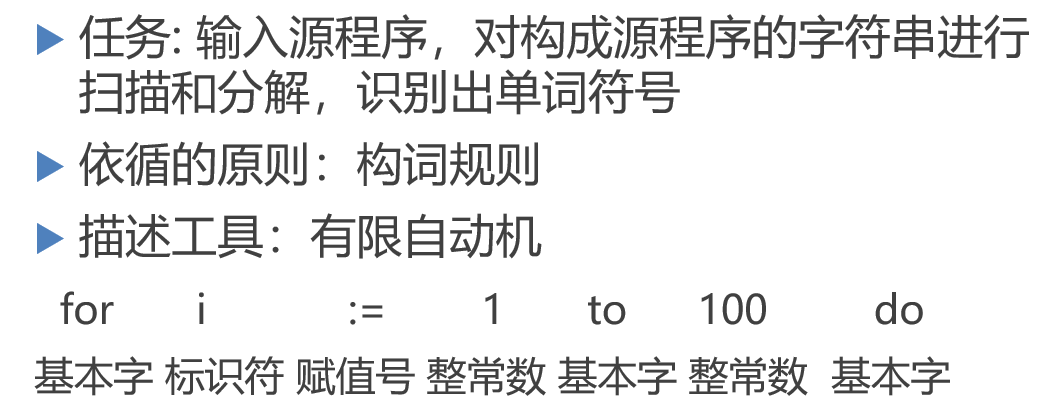 任务: 输入源程序，对构成源程序的字符串进行
扫描和分解，识别出单词符号
依循的原则：构词规则
描述工具：有限自动机
for i := 1 to 100 do
基本字 标识符 赋值号 整常数 基本字 整常数 基本字